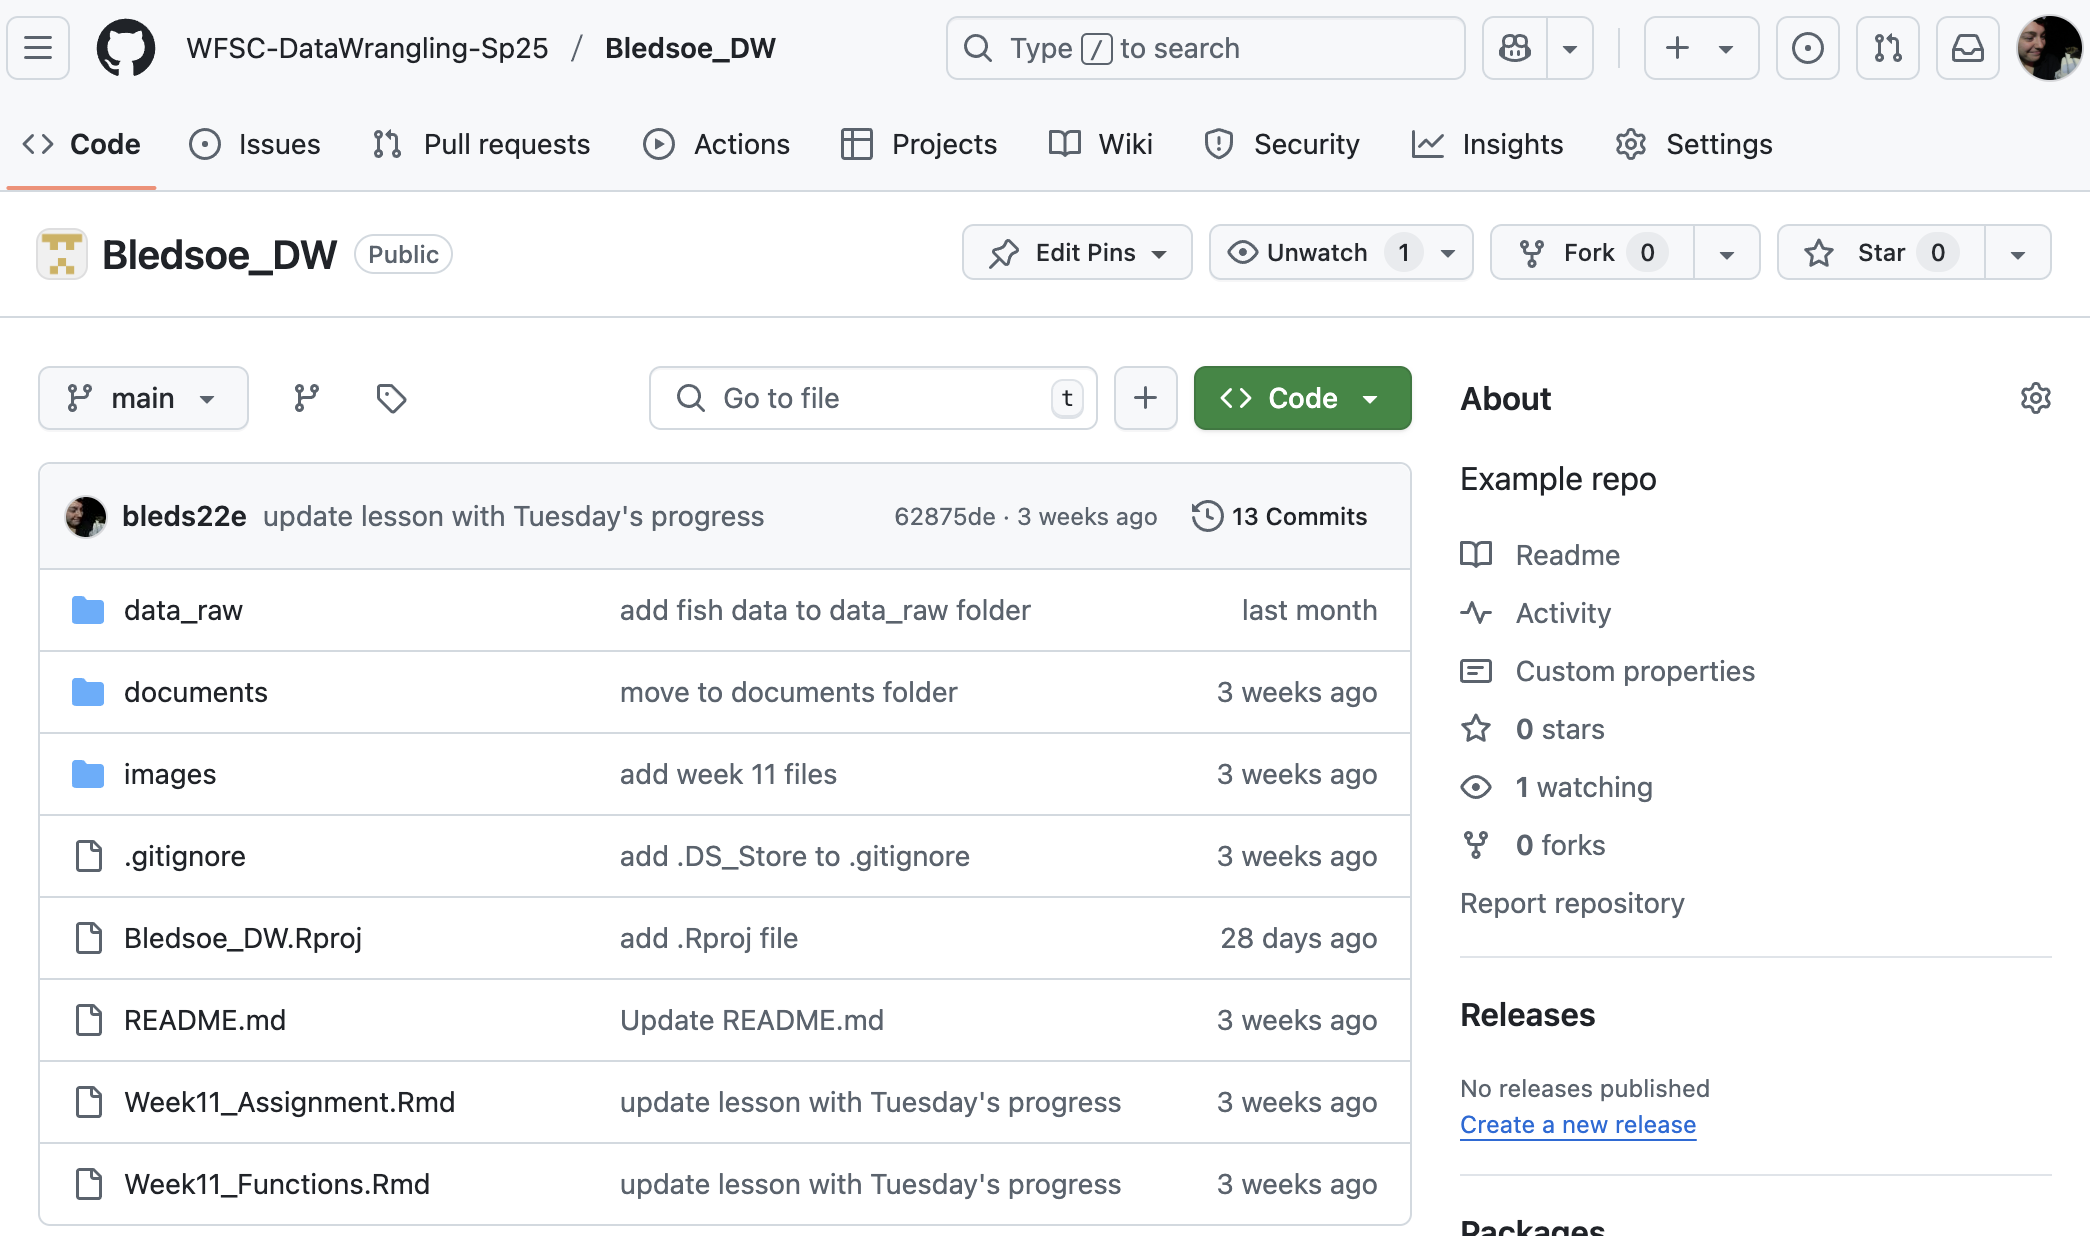 WFSC-DataWrangling-Sp25 / Bledsoe_DW
Type / to search
Code Issues Pull requests Actions Projects Wiki Security Insights Settings
Bledsoe_DW Public
Edit Pins Unwatch 1 Fork 0 Star 0
main
Go to file t
Code
bleds22e update lesson with Tuesday's progress 62875de · 3 weeks ago 13 Commits
data_raw add fish data to data_raw folder last month
documents move to documents folder 3 weeks ago
images add week 11 files 3 weeks ago
.gitignore add .DS_Store to .gitignore 3 weeks ago
Bledsoe_DW.Rproj add .Rproj file 28 days ago
README.md Update README.md 3 weeks ago
Week11_Assignment.Rmd update lesson with Tuesday's progress 3 weeks ago
Week11_Functions.Rmd update lesson with Tuesday's progress 3 weeks ago
About
Example repo
Readme
Activity
Custom properties
0 stars
1 watching
0 forks
Report repository
Releases
No releases published
Create a new release
Packages